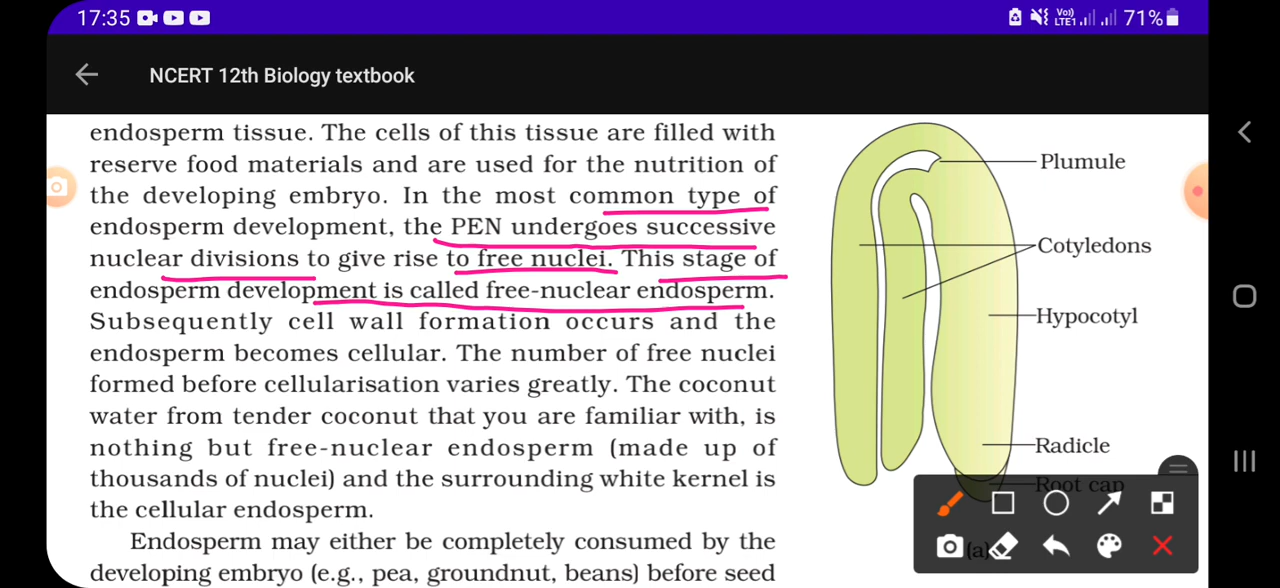 17:35
Vo))
LTE1
71%
NCERT 12th Biology textbook
endosperm tissue. The cells of this tissue are filled with
reserve food materials and are used for the nutrition of
the developing embryo. In the most common type of
endosperm development, the PEN undergoes successive
nuclear divisions to give rise to free nuclei. This stage of
endosperm development is called free-nuclear endosperm.
Subsequently cell wall formation occurs and the
endosperm becomes cellular. The number of free nuclei
formed before cellularisation varies greatly. The coconut
water from tender coconut that you are familiar with, is
nothing but free-nuclear endosperm (made up of
thousands of nuclei) and the surrounding white kernel is
the cellular endosperm.
Endosperm may either be completely consumed by the
developing embryo (e.g., pea, groundnut, beans) before seed
Plumule
Cotyledons
Hypocotyl
Radicle
Root cap
(a)